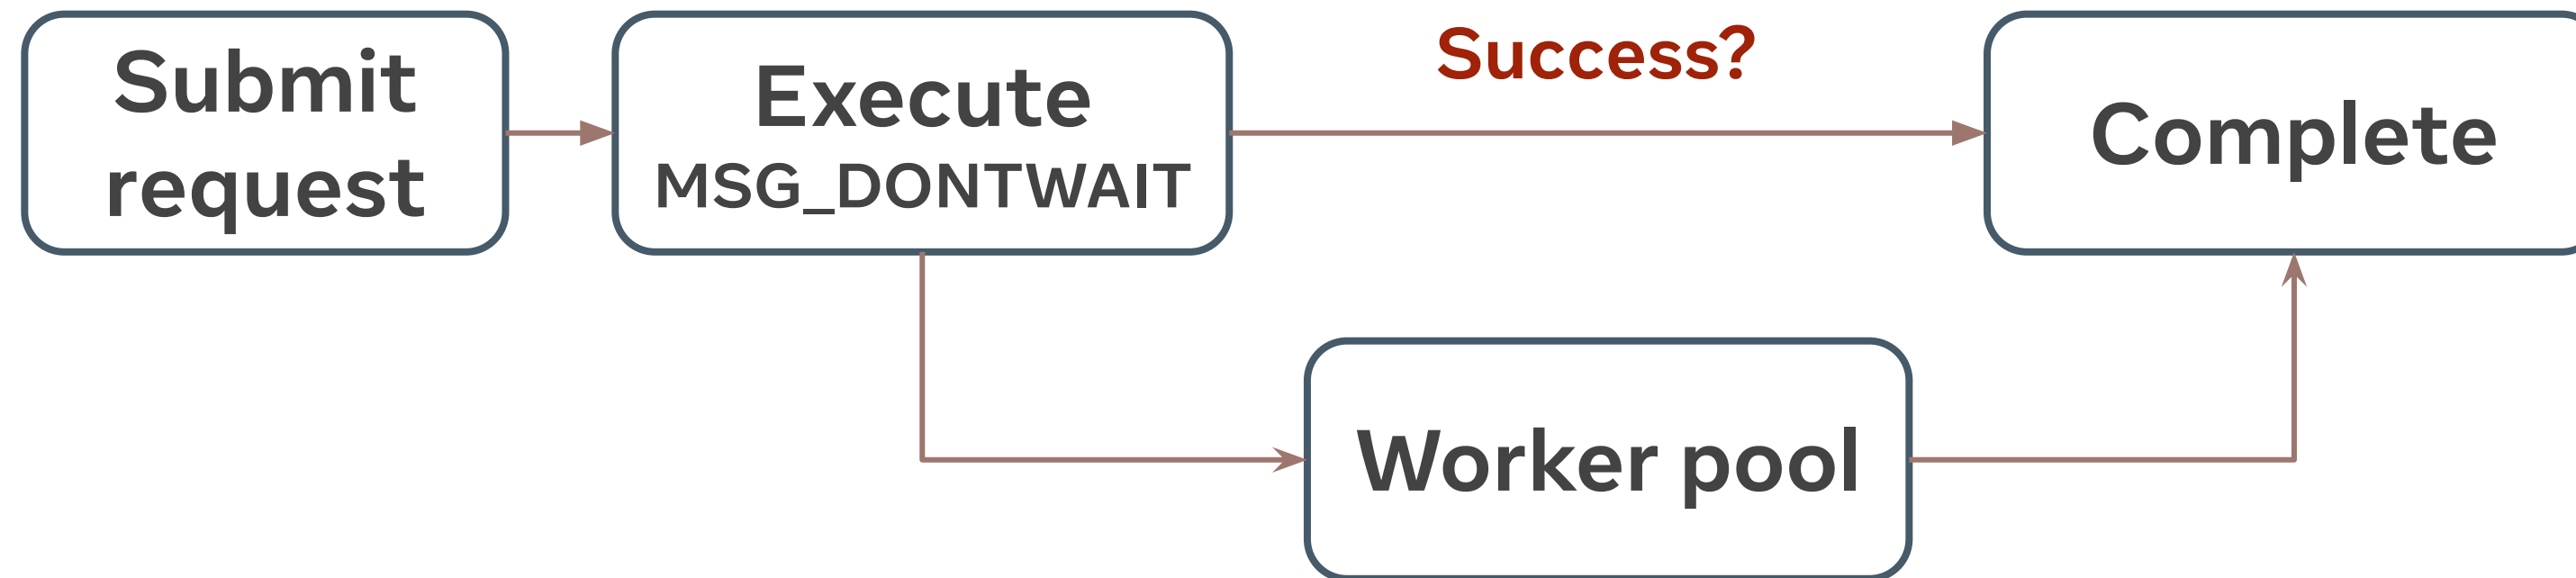 Submit
request
Execute
MSG_DONTWAIT
Success?
Complete
Worker pool